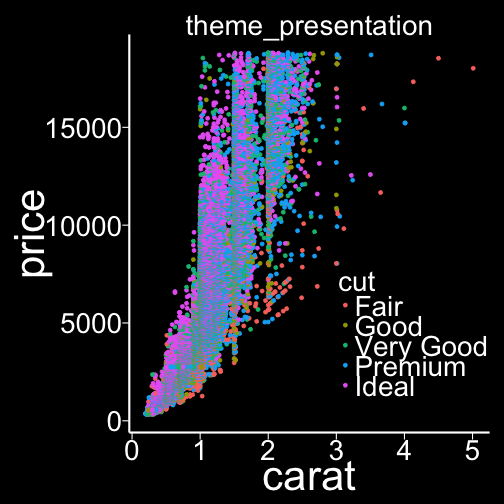 theme_presentation
price
15000
10000
5000
0
cut
Fair
Good
Very Good
Premium
Ideal
0 1 2 3 4 5
carat